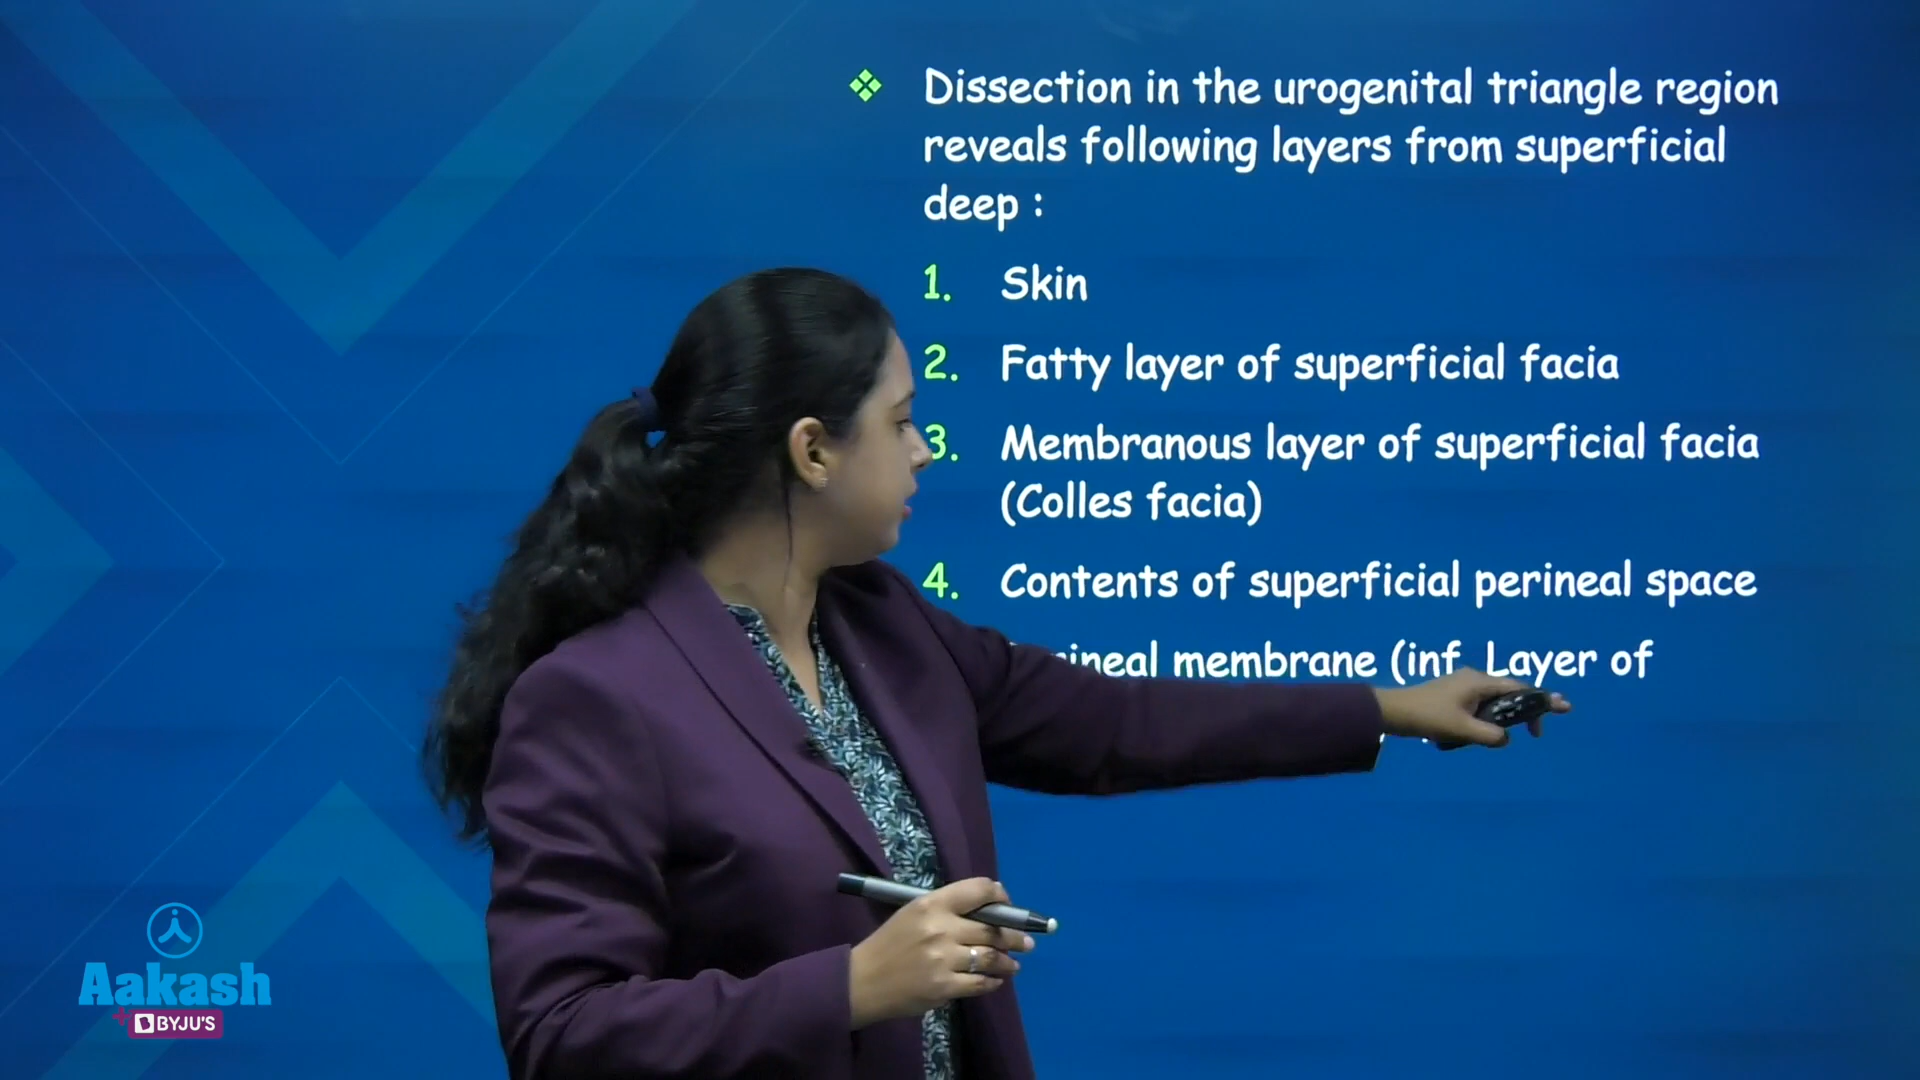 ❖ Dissection in the urogenital triangle region
reveals following layers from superficial
deep :
1. Skin
2. Fatty layer of superficial facia
3. Membranous layer of superficial facia
(Colles facia)
4. Contents of superficial perineal space
membrane (inf. Layer of
Aakash
+ BYJU'S